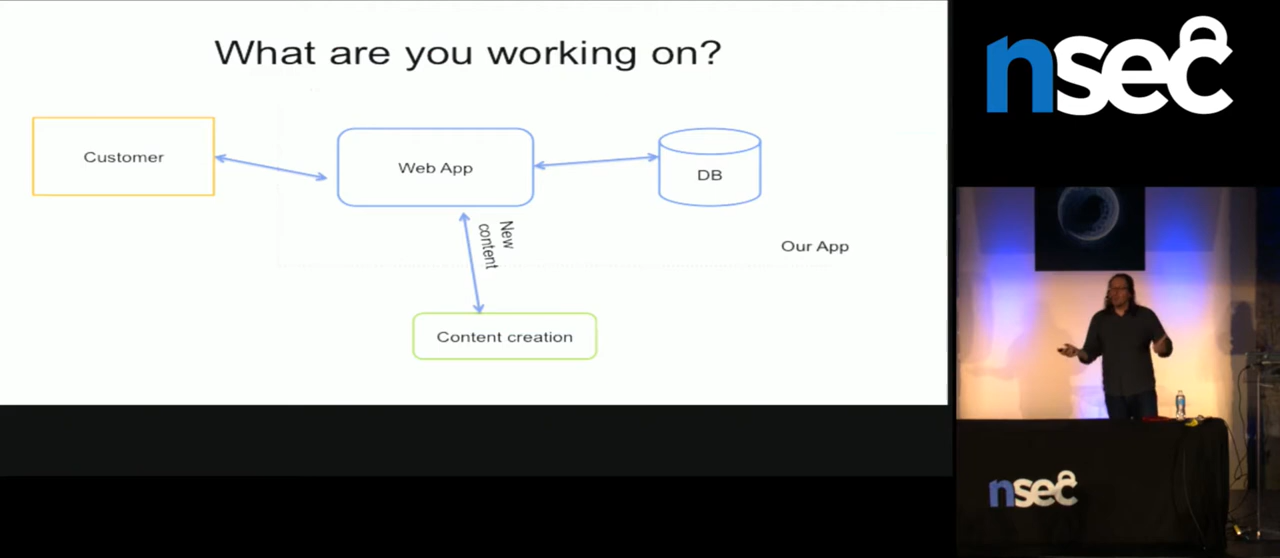 What are you working on?
Customer
Web App
DB
New
content
Our App
Content creation
nsec
nsec